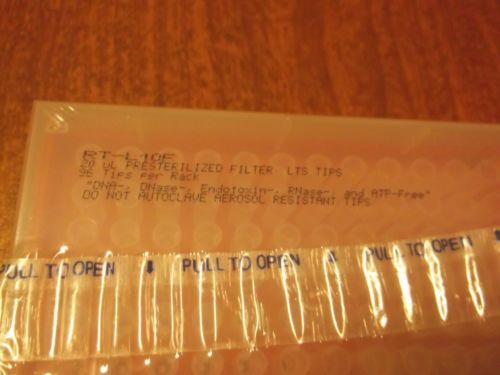 RT-L10F
20 uL PRESTERILIZED FILTER LTS TIPS
96 Tips per Rack
"DNA-, DNase-, Endotoxin-, RNase-, and ATP-Free"
DO NOT AUTOCLAVE AEROSOL RESISTANT TIPS
PULL TO OPEN PULL TO OPEN PULL TO OPEN